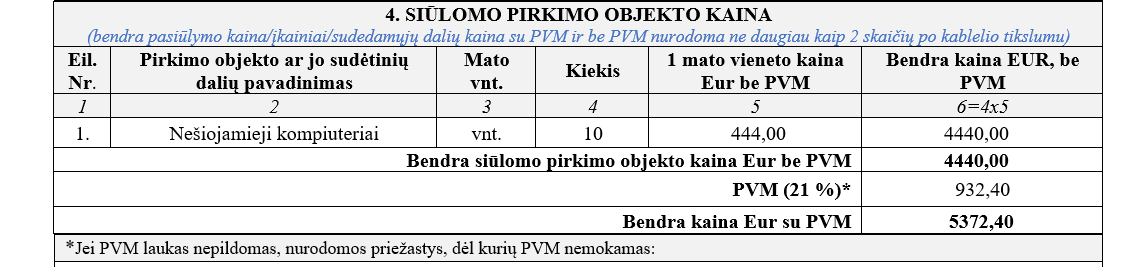 4. SIŪLOMO PIRKIMO OBJEKTO KAINA
(bendra pasiūlymo kaina/įkainiai/sudedamųjų dalių kaina su PVM ir be PVM nurodoma ne daugiau kaip 2 skaičių po kablelio tikslumu)
Eil. Nr. Pirkimo objekto ar jo sudėtinių dalių pavadinimas Mato vnt. Kiekis 1 mato vieneto kaina Eur be PVM Bendra kaina EUR, be PVM
1 2 3 4 5 6=4x5
1. Nešiojamieji kompiuteriai vnt. 10 444,00 4440,00
Bendra siūlomo pirkimo objekto kaina Eur be PVM 4440,00
PVM (21 %)* 932,40
Bendra kaina Eur su PVM 5372,40
*Jei PVM laukas nepildomas, nurodomos priežastys, dėl kurių PVM nemokamas: